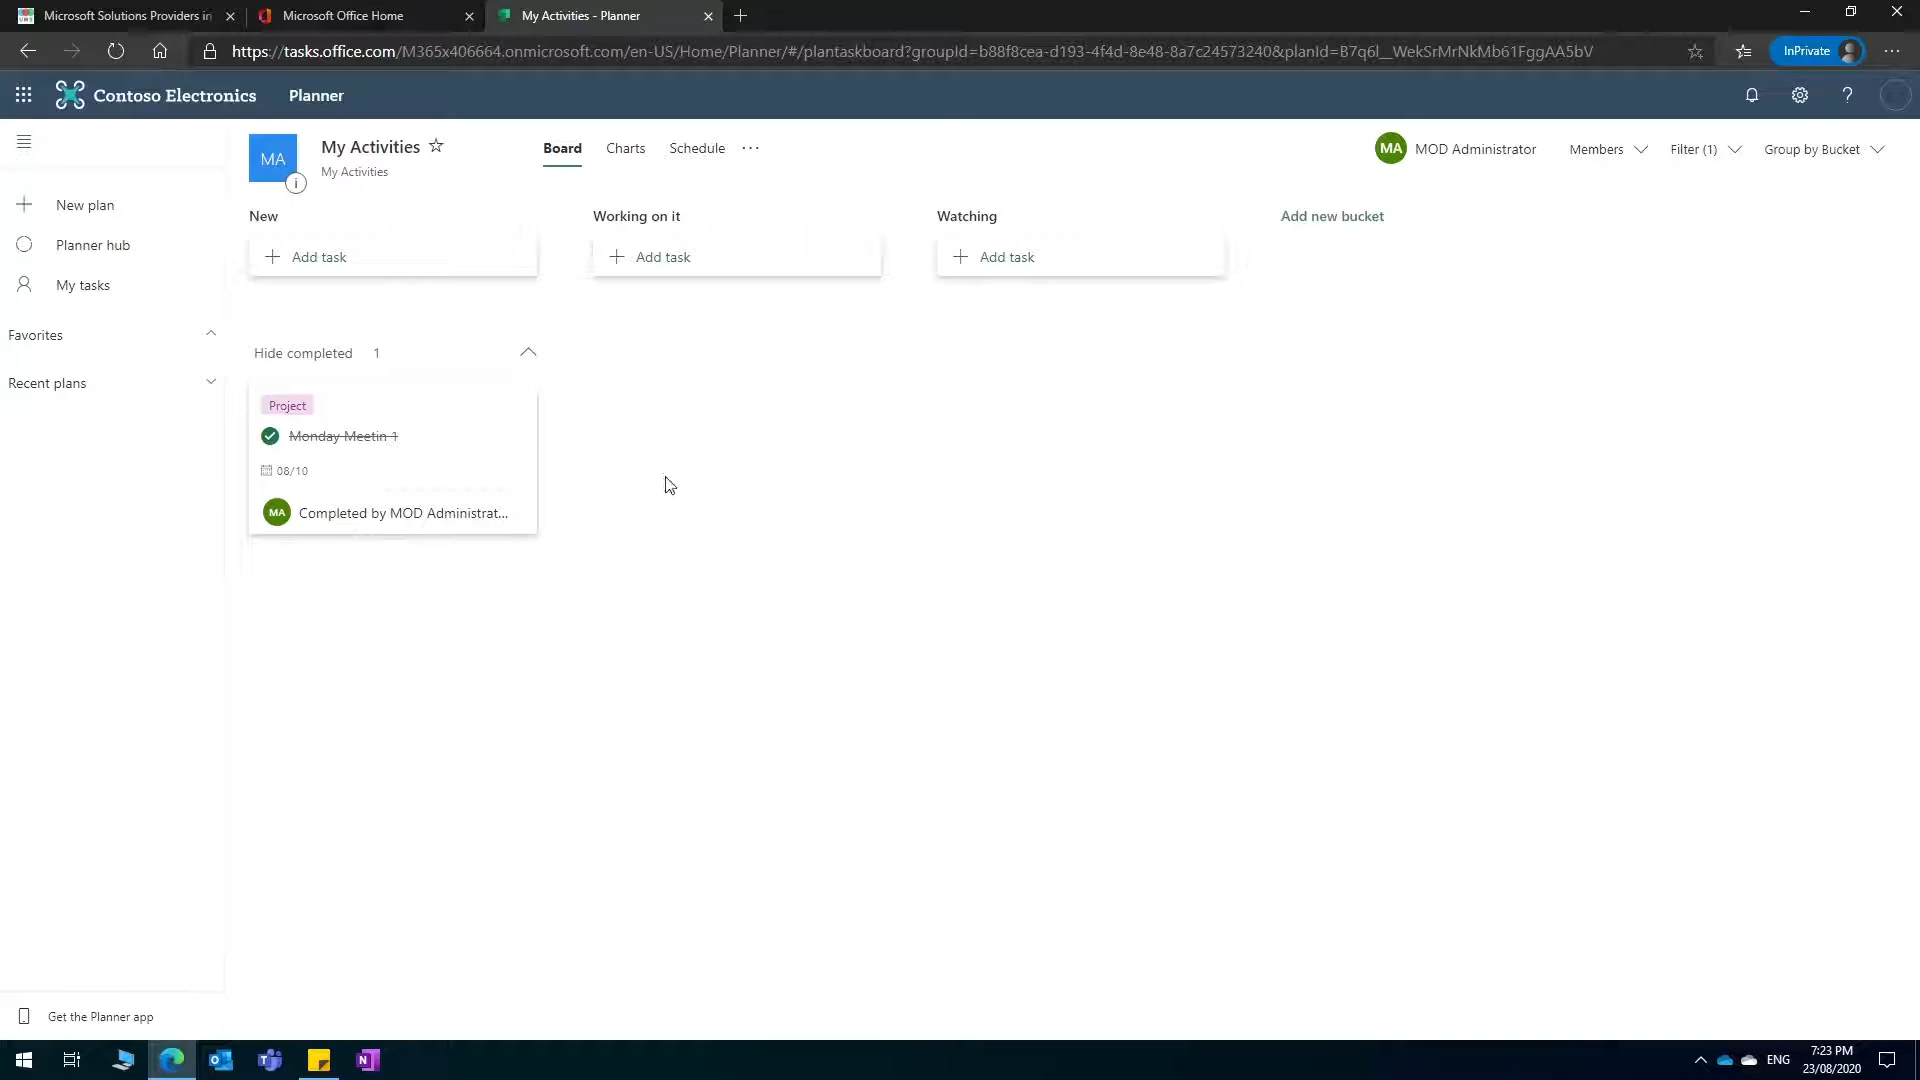 Microsoft Solutions Providers in
Microsoft Office Home
My Activities - Planner
https://tasks.office.com/M365x406664.onmicrosoft.com/en-US/Home/Planner/#/plantaskboard?groupId=b88f8cea-d193-4f4d-8e48-8a7c24573240&planId=B7q6l__WekSrMrNkMb61FggAA5bV
InPrivate
Contoso Electronics
Planner
MA
My Activities
My Activities
Board
Charts
Schedule
MA
MOD Administrator
Members
Filter (1)
Group by Bucket
New plan
Planner hub
My tasks
Favorites
Recent plans
New
Working on it
Watching
Add new bucket
Add task
Add task
Add task
Hide completed 1
Project
Monday Meetin 1
08/10
MA
Completed by MOD Administrat...
Get the Planner app
ENG
7:23 PM
23/08/2020